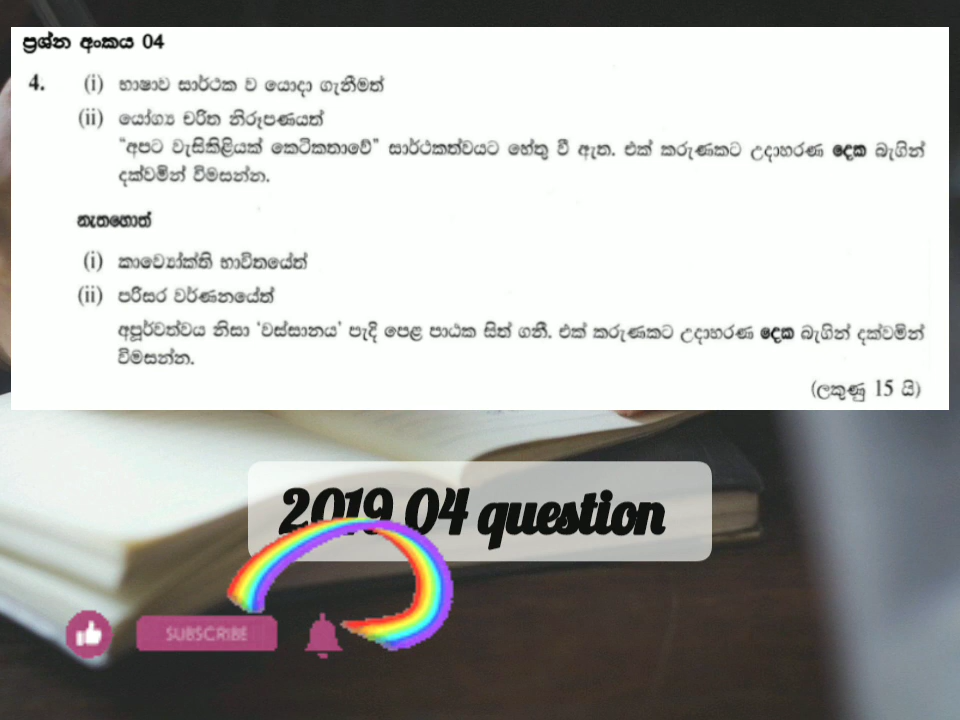 ප්‍රශ්න අංකය 04
4. (i) භාෂාව සාර්ථක ව යොදා ගැනීමත්
(ii) යෝග්‍ය චරිත නිරූපණයත්
"අපට වැසිකිළියක් කෙටිකතාවේ" සාර්ථකත්වයට හේතු වී ඇත. එක් කරුණකට උදාහරණ දෙක බැගින්
දක්වමින් විමසන්න.
නැතහොත්
(i) කාව්‍යෝක්ති භාවිතයේත්
(ii) පරිසර වර්ණනයේත්
අපූර්වත්වය නිසා 'වස්සානය' පැදි පෙළ පාඨක සිත් ගනී. එක් කරුණකට උදාහරණ දෙක බැගින් දක්වමින්
විමසන්න.
(ලකුණු 15 යි)
2019 04 question
SUBSCRIBE